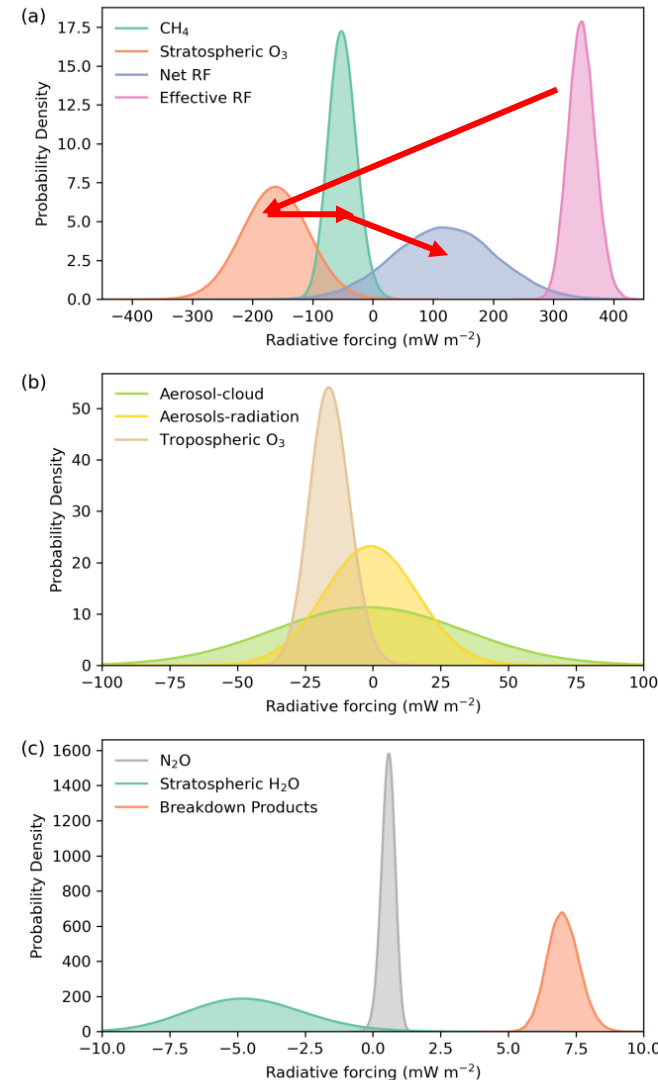 (a)
CH₄
Stratospheric O₃
Net RF
Effective RF
17.5
15.0
12.5
10.0
7.5
5.0
2.5
0.0
Probability Density
−400 −300 −200 −100 0 100 200 300 400
Radiative forcing (mW m⁻²)
(b)
Aerosol-cloud
Aerosols-radiation
Tropospheric O₃
50
40
30
20
10
0
Probability Density
−100 −75 −50 −25 0 25 50 75 100
Radiative forcing (mW m⁻²)
(c)
N₂O
Stratospheric H₂O
Breakdown Products
1600
1400
1200
1000
800
600
400
200
0
Probability Density
−10.0 −7.5 −5.0 −2.5 0.0 2.5 5.0 7.5 10.0
Radiative forcing (mW m⁻²)